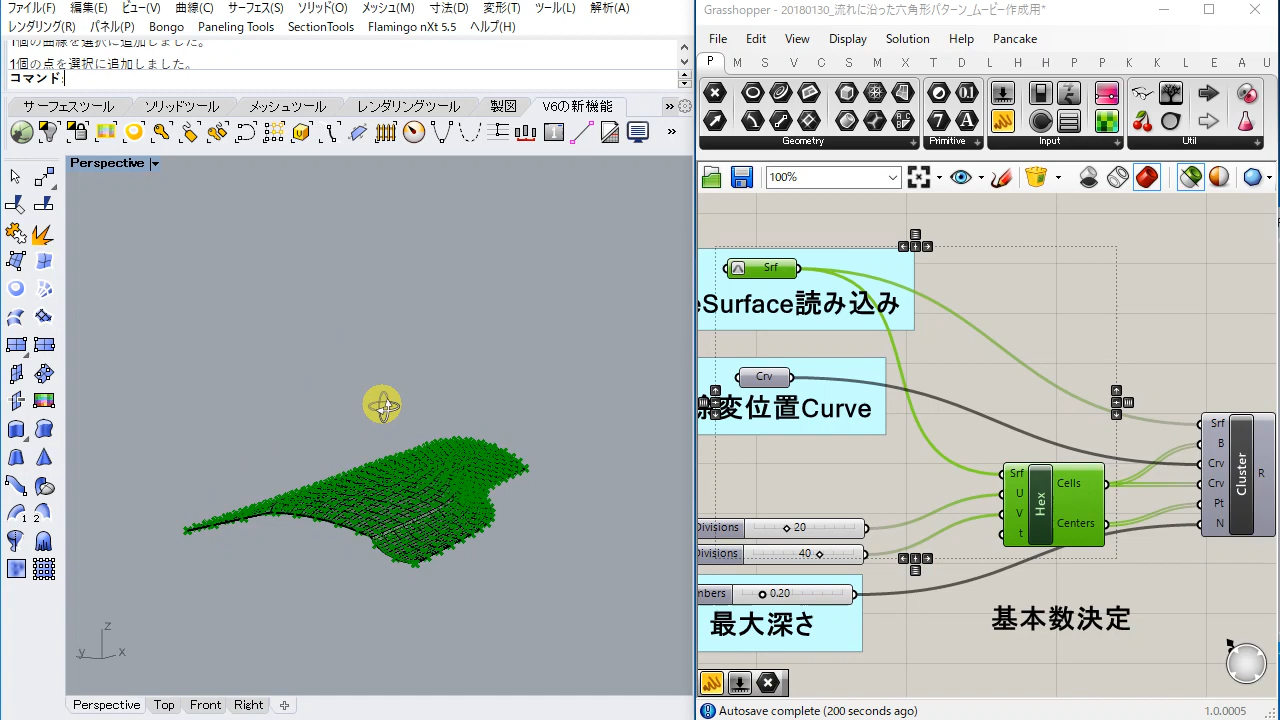 ファイル(F) 編集(E) ビュー(V) 曲線(C) サーフェス(S) ソリッド(O) メッシュ(M) 寸法(D) 変形(T) ツール(L) 解析(A)
レンダリング(R) パネル(P) Bongo Paneling Tools SectionTools Flamingo nXt 5.5 ヘルプ(H)
1個の曲線を選択に追加しました。
1個の点を選択に追加しました。
コマンド:
サーフェスツール ソリッドツール メッシュツール レンダリングツール 製図 V6の新機能 »
»
Perspective
z
y x
Perspective Top Front Right
Grasshopper - 20180130_流れに沿った六角形パターン_ムービー作成用*
File Edit View Display Solution Help Pancake
P M S V C S M X T D L H H C P K L E A U
Geometry Primitive Input Util
100%
Srf
eSurface読み込み
Crv
変位置Curve
Divisions 20
Divisions 40
mbers 0.20
最大深さ
Srf
U
V
t
Hex
Cells
Centers
基本数決定
Srf
B
Crv
Crv
Pt
N
Cluster
R
Autosave complete (200 seconds ago) 1.0.0005